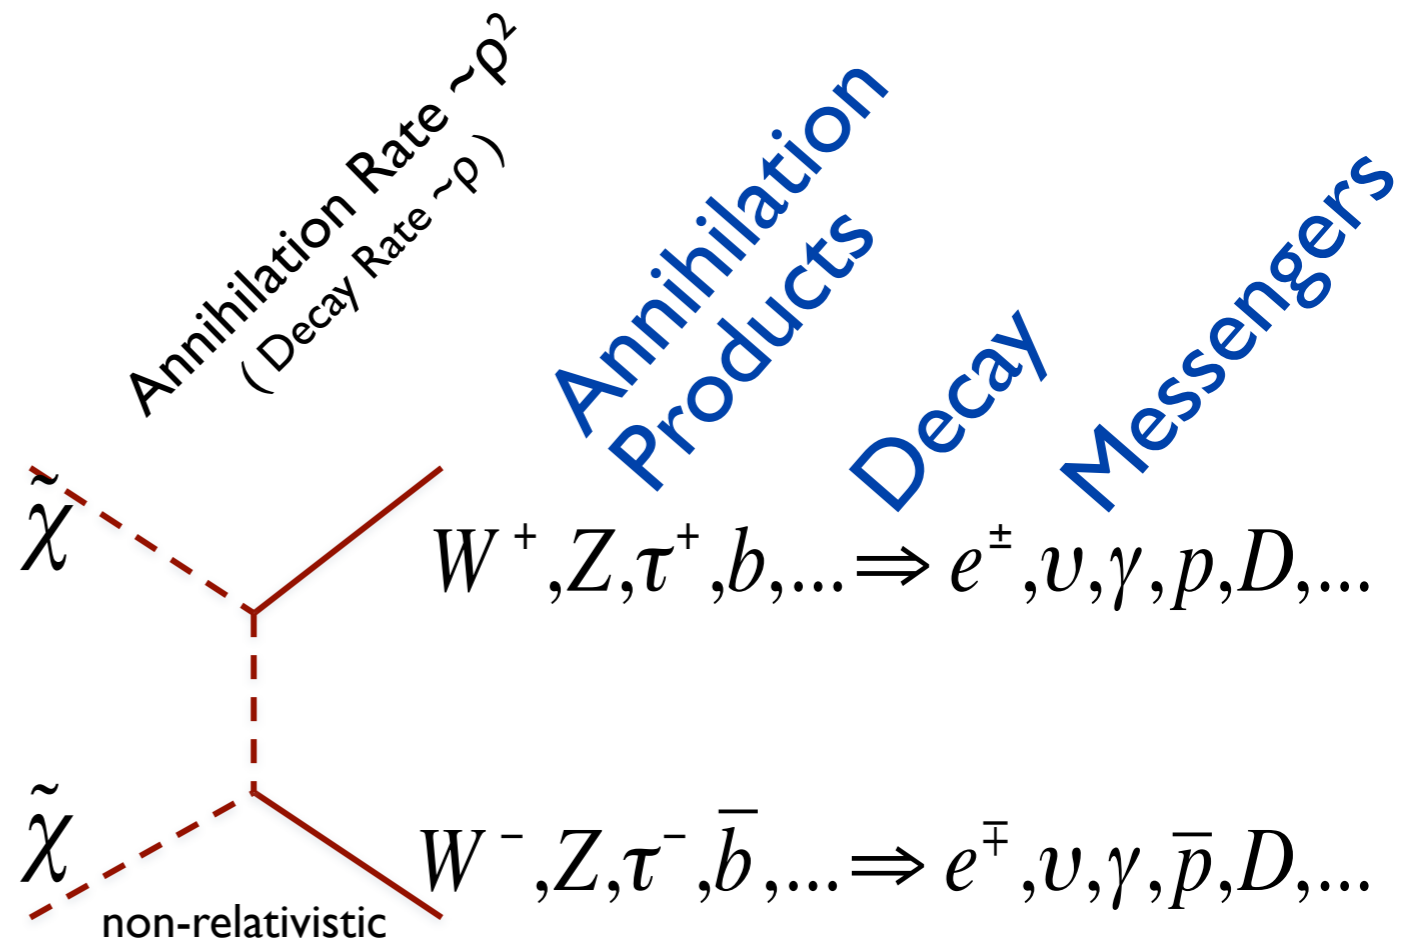 Annihilation Rate ~ρ²
( Decay Rate ~ρ )
Annihilation
Products
Decay
Messengers
χ̃
W⁺,Z,τ⁺,b,...⇒e^±,υ,γ,p,D,...
χ̃
W⁻,Z,τ⁻,b̅,...⇒e^∓,υ,γ,p̅,D,...
non-relativistic